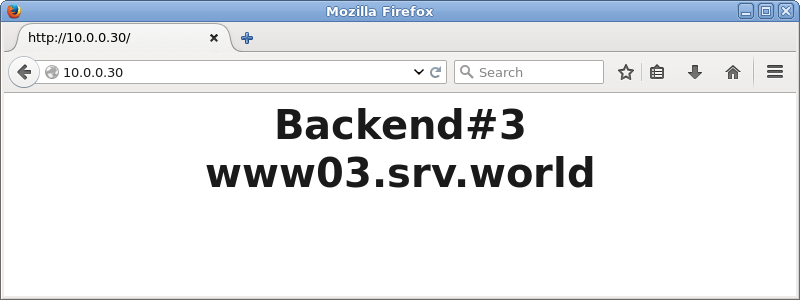 Mozilla Firefox
http://10.0.0.30/
10.0.0.30
Search
Backend#3
www03.srv.world